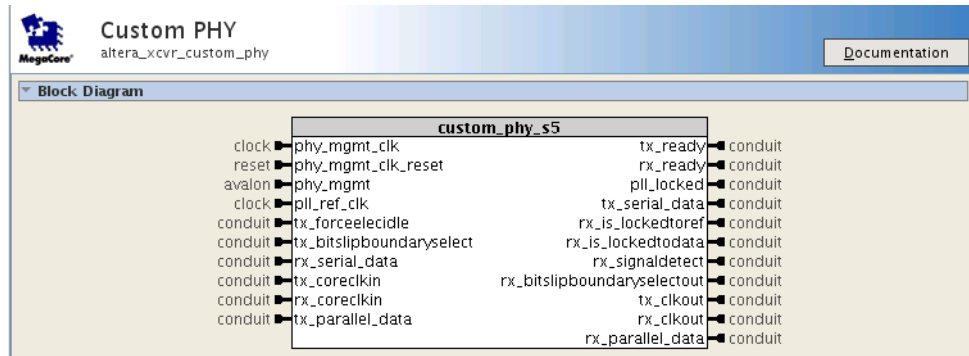 Custom PHY
altera_xcvr_custom_phy
MegaCore®
Documentation
Block Diagram
custom_phy_s5
clock phy_mgmt_clk tx_ready conduit
reset phy_mgmt_clk_reset rx_ready conduit
avalon phy_mgmt pll_locked conduit
clock pll_ref_clk tx_serial_data conduit
conduit tx_forceelecidle rx_is_lockedtoref conduit
conduit tx_bitslipboundaryselect rx_is_lockedtodata conduit
conduit rx_serial_data rx_signaldetect conduit
conduit tx_coreclkin rx_bitslipboundaryselectout conduit
conduit rx_coreclkin tx_clkout conduit
conduit tx_parallel_data rx_clkout conduit
rx_parallel_data conduit